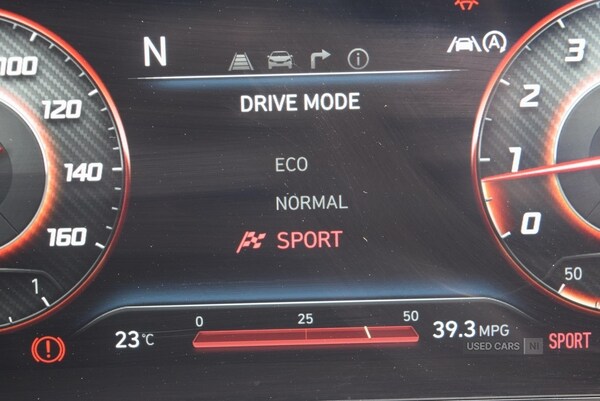 N
DRIVE MODE
ECO
NORMAL
SPORT
100
120
140
160
1
3
2
1
0
50
A
i
0 25 50
23°C
39.3 MPG
USED CARS NI
SPORT